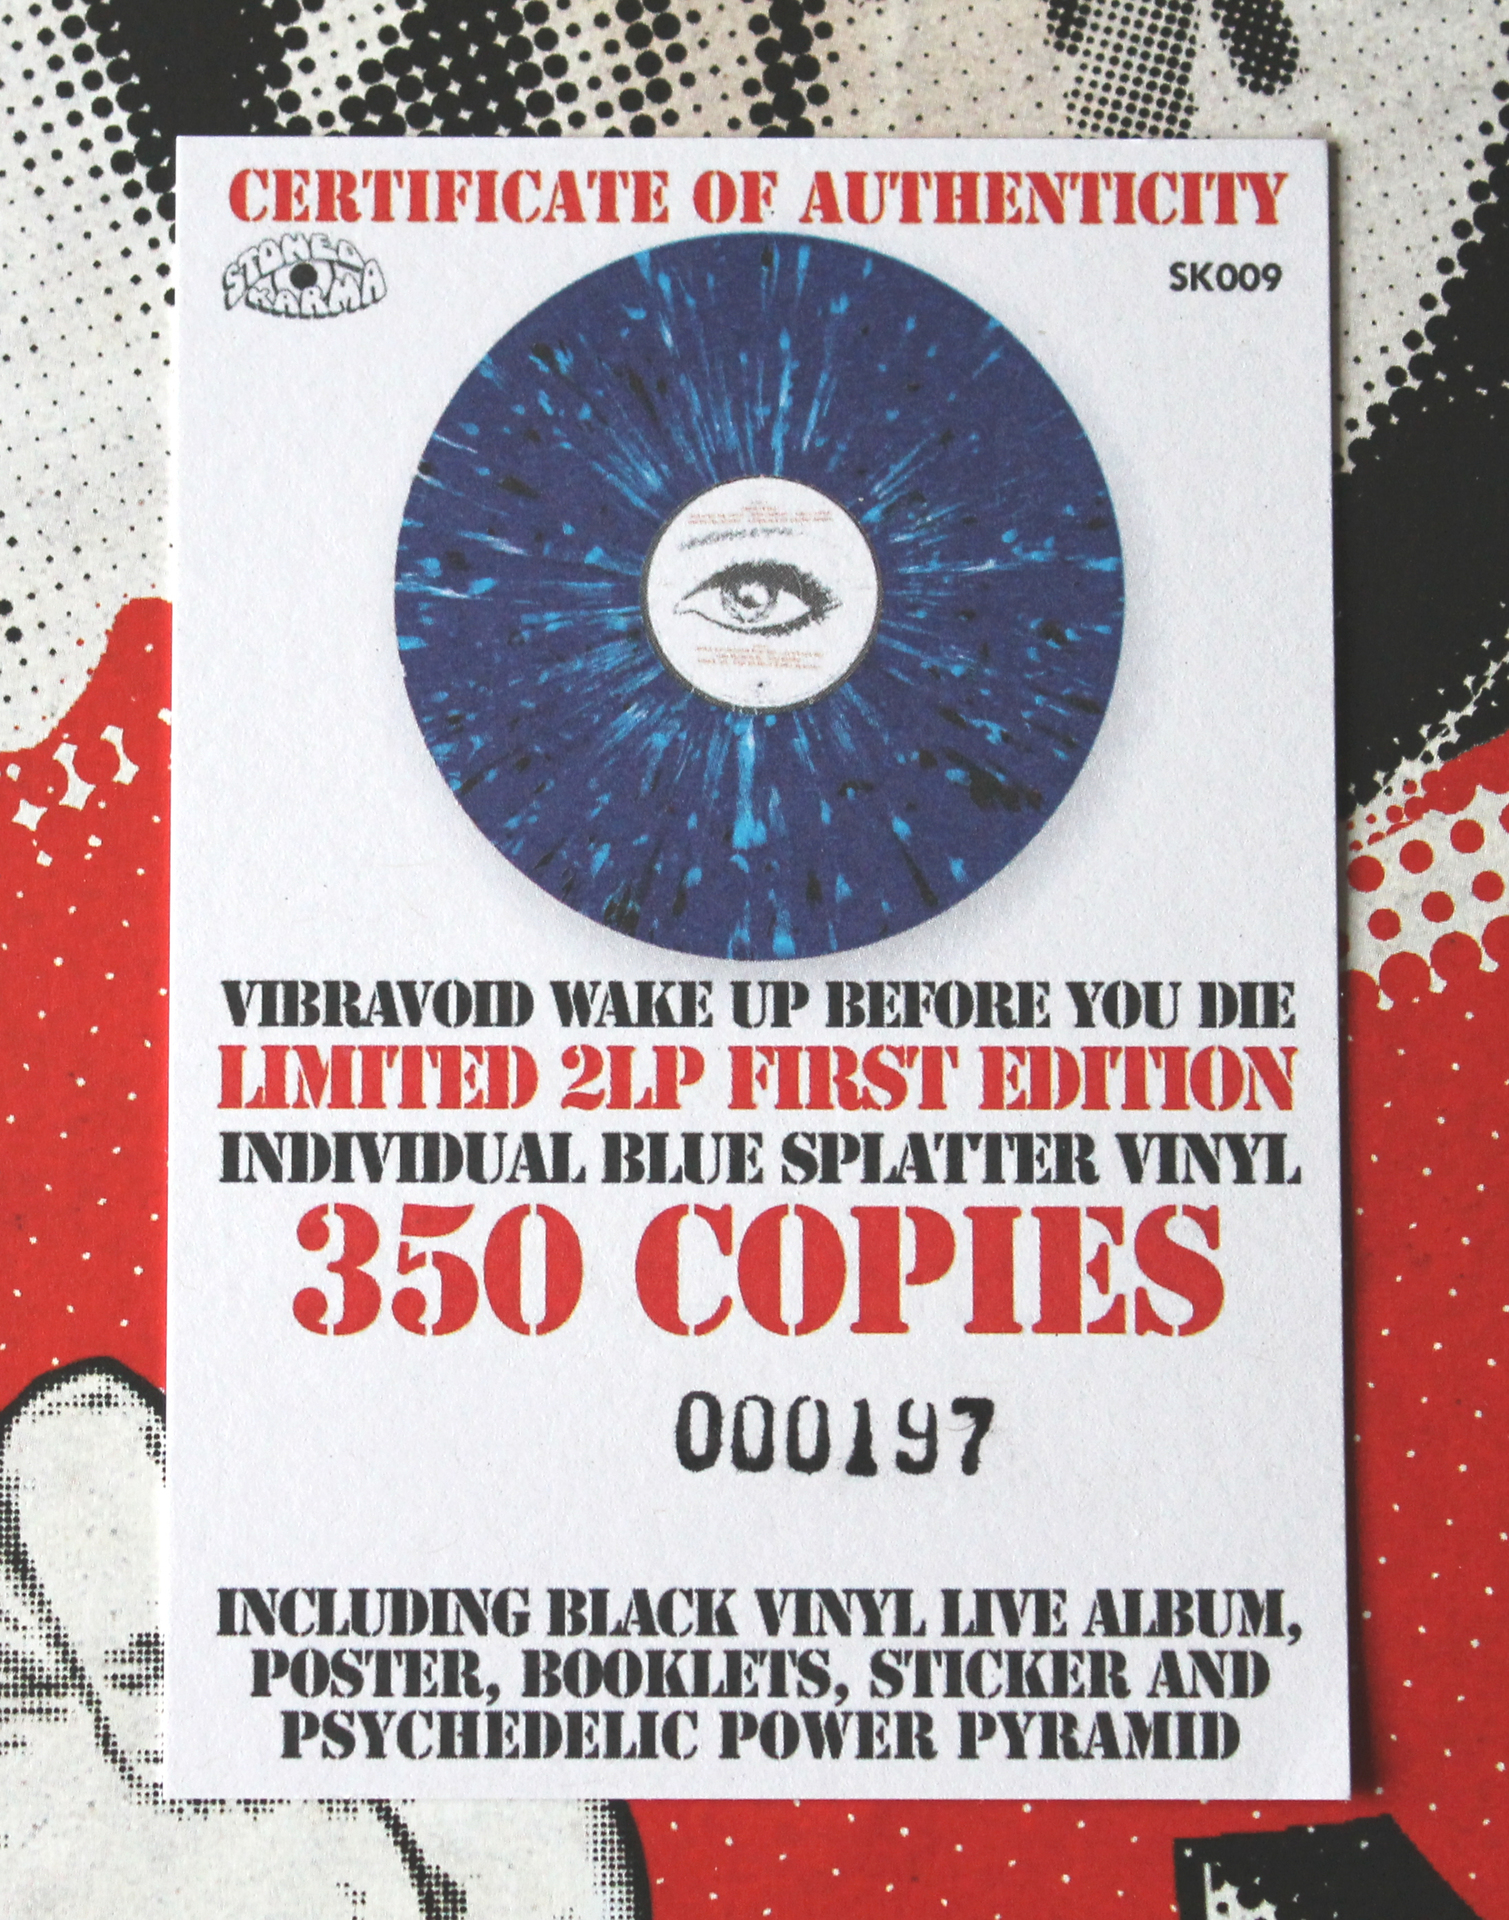 CERTIFICATE OF AUTHENTICITY
STONED
KARMA
SK009
VIBRAVOID WAKE UP BEFORE YOU DIE
LIMITED 2LP FIRST EDITION
INDIVIDUAL BLUE SPLATTER VINYL
350 COPIES
000197
INCLUDING BLACK VINYL LIVE ALBUM,
POSTER, BOOKLETS, STICKER AND
PSYCHEDELIC POWER PYRAMID